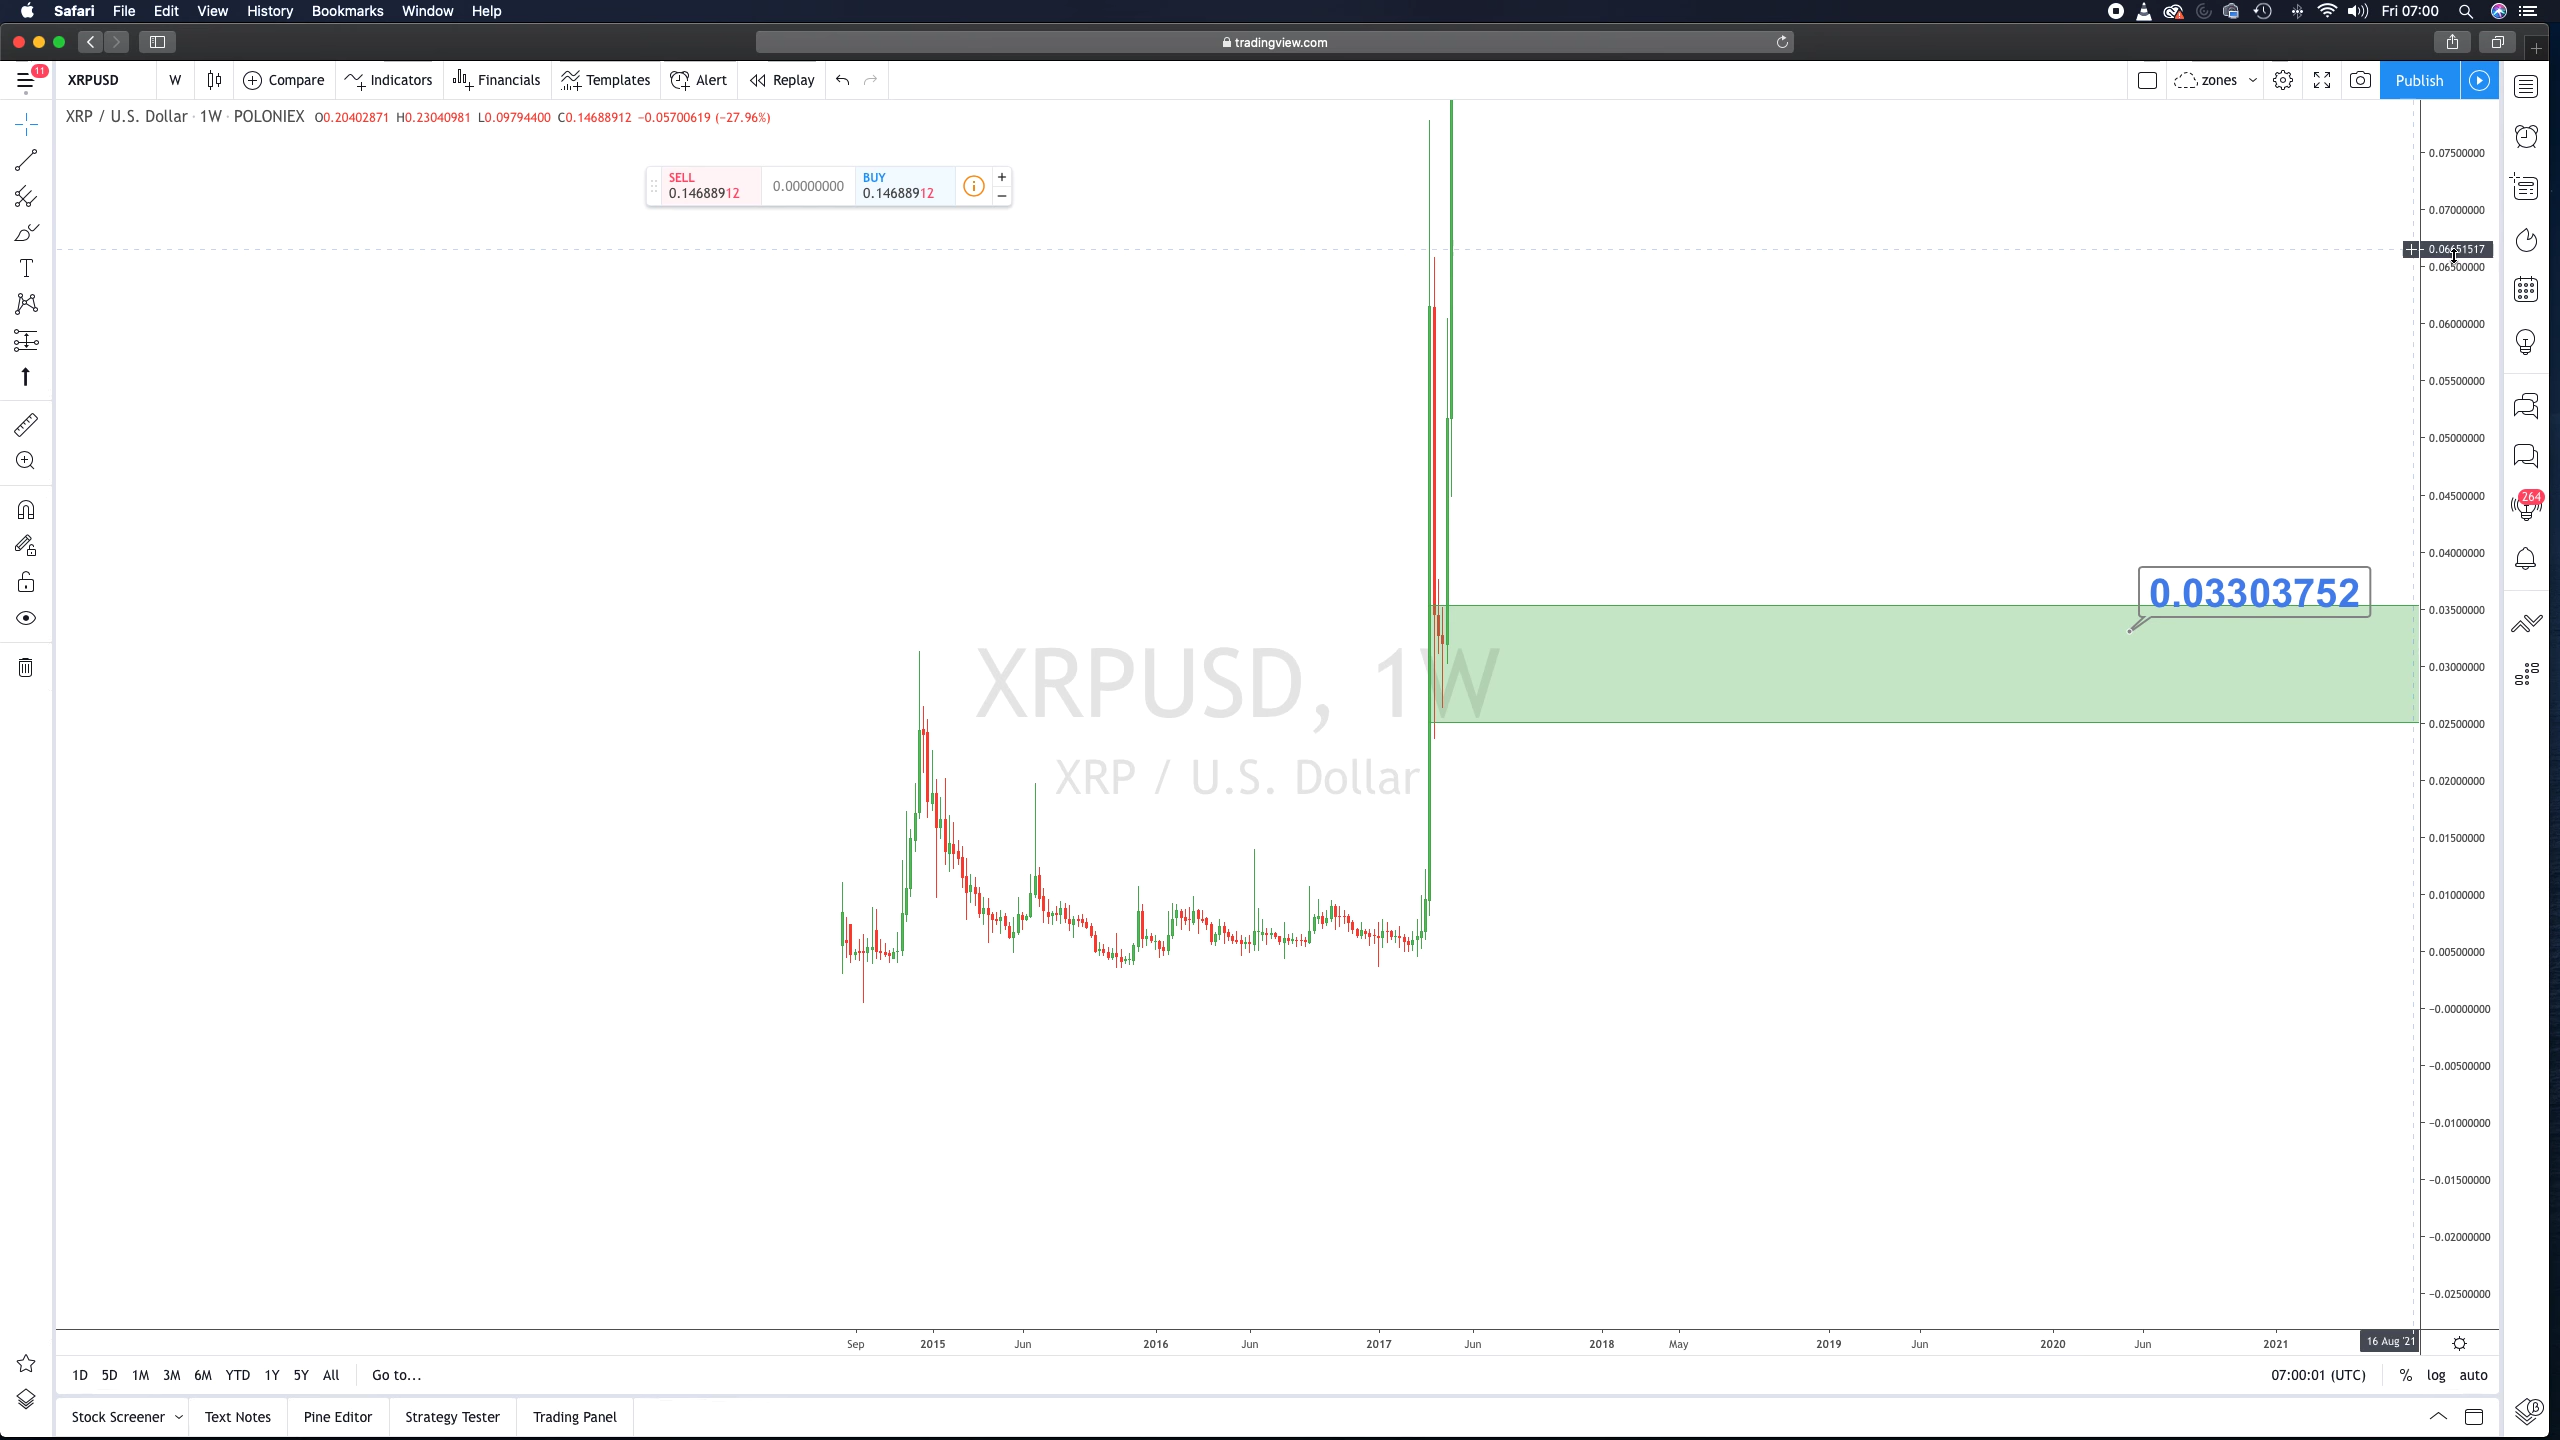 Safari File Edit View History Bookmarks Window Help Fri 07:00
tradingview.com
11 XRPUSD W Compare Indicators Financials Templates Alert Replay zones Publish
XRP / U.S. Dollar · 1W · POLONIEX O0.20402871 H0.23040981 L0.09794400 C0.14688912 −0.05700619 (−27.96%)
SELL
0.14688912
0.00000000
BUY
0.14688912
0.07500000
0.07000000
0.06500000
0.06000000
0.05500000
0.05000000
0.04500000
264
0.04000000
0.03303752
0.03500000
0.03000000
0.02500000
XRPUSD, 1W
XRP / U.S. Dollar
0.02000000
0.01500000
0.01000000
0.00500000
−0.00000000
−0.00500000
−0.01000000
−0.01500000
−0.02000000
−0.02500000
Sep 2015 Jun 2016 Jun 2017 Jun 2018 May 2019 Jun 2020 Jun 2021 16 Aug '21
1D 5D 1M 3M 6M YTD 1Y 5Y All Go to... 07:00:01 (UTC) % log auto
Stock Screener Text Notes Pine Editor Strategy Tester Trading Panel